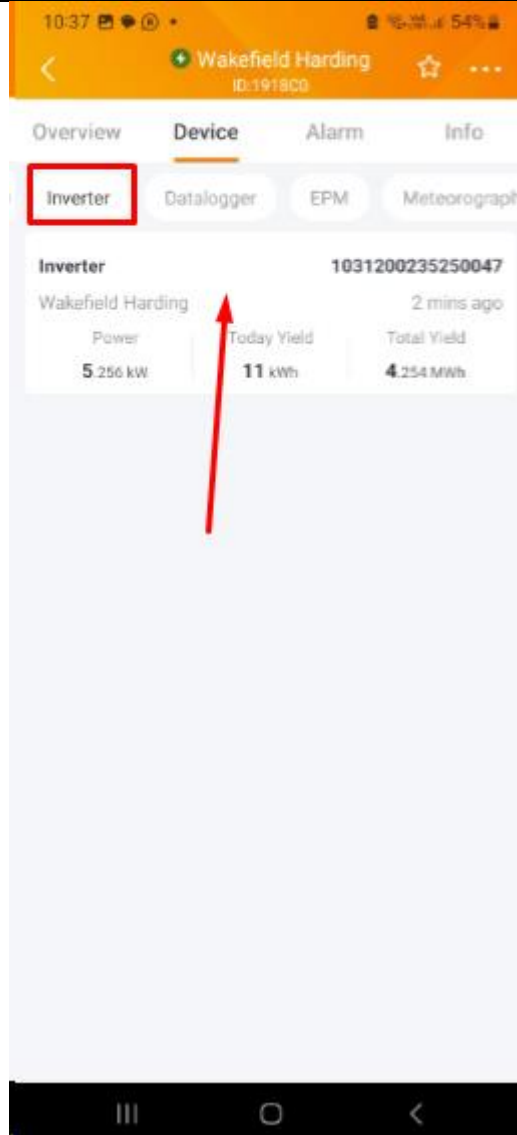 10:37 54%
Wakefield Harding
ID:1918C0
Overview Device Alarm Info
Inverter Datalogger EPM Meteorograph
Inverter 1031200235250047
Wakefield Harding 2 mins ago
Power Today Yield Total Yield
5.256 kW 11 kWh 4.254 MWh